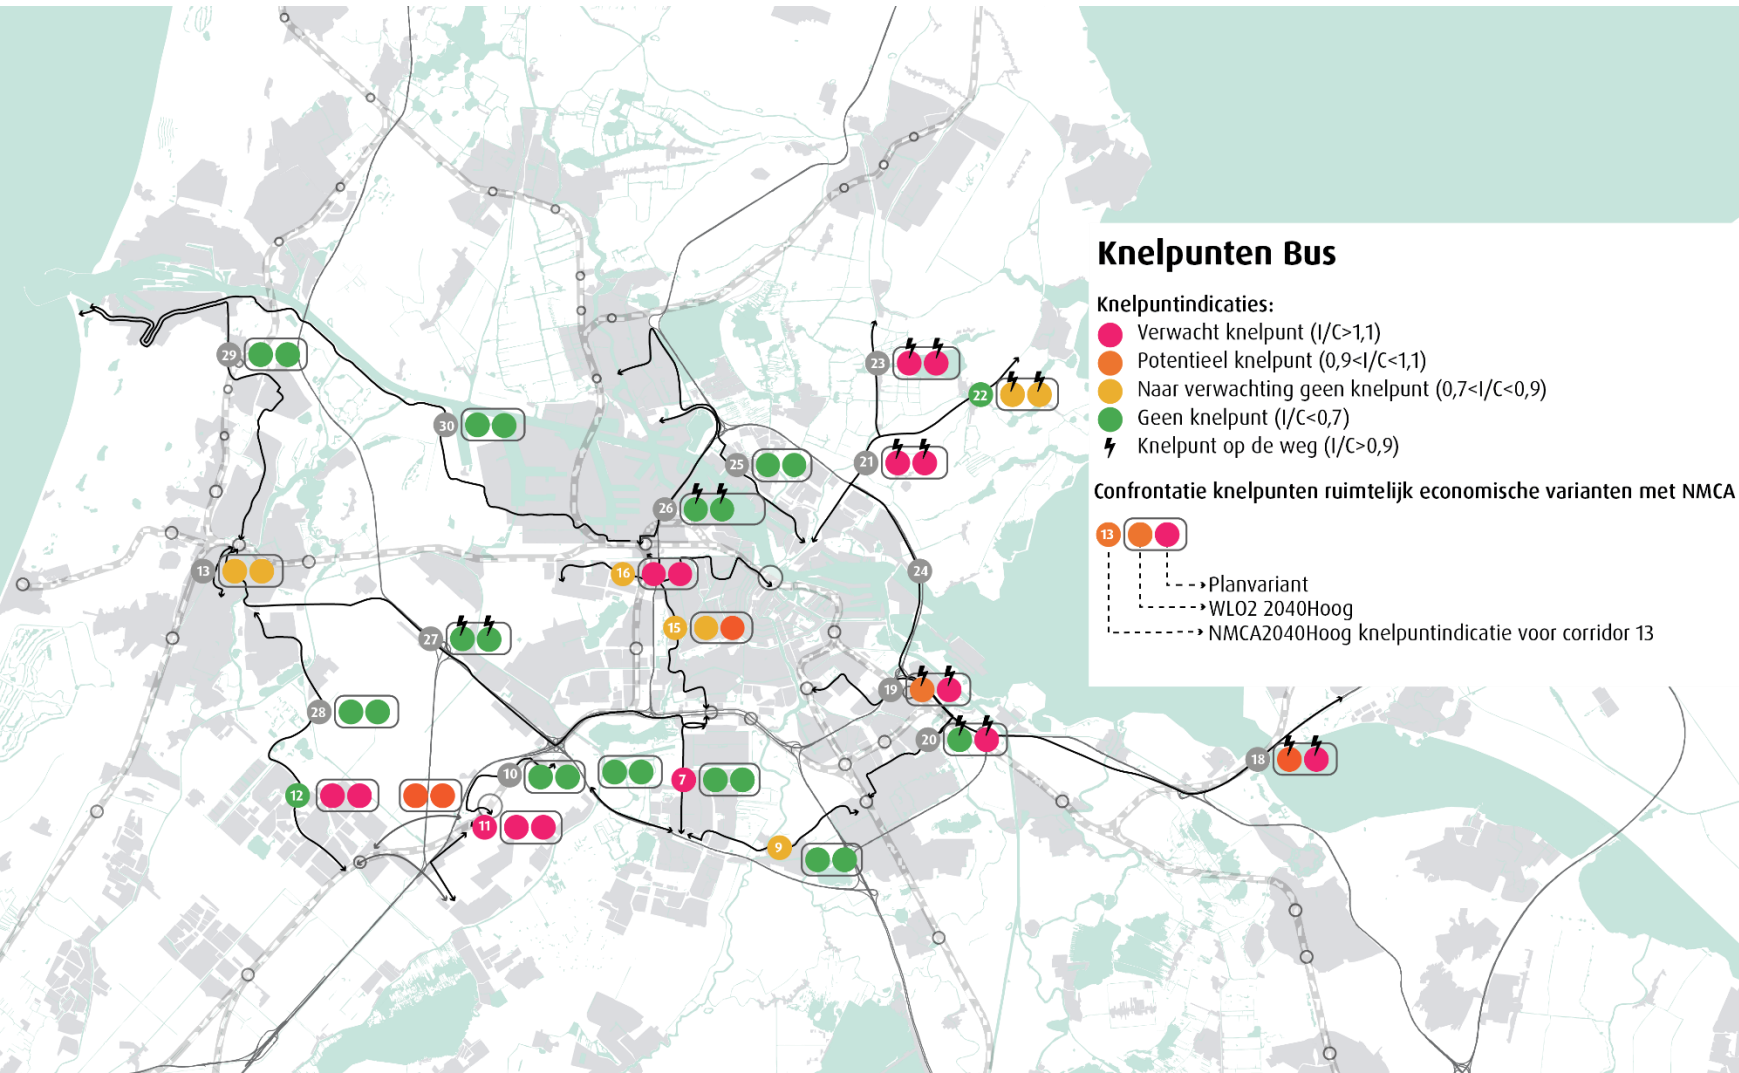 Knelpunten Bus
Knelpuntindicaties:
Verwacht knelpunt (I/C>1,1)
Potentieel knelpunt (0,9<I/C<1,1)
Naar verwachting geen knelpunt (0,7<I/C<0,9)
Geen knelpunt (I/C<0,7)
Knelpunt op de weg (I/C>0,9)
Confrontatie knelpunten ruimtelijk economische varianten met NMCA
13
Planvariant
WLO2 2040Hoog
NMCA2040Hoog knelpuntindicatie voor corridor 13
29
23
22
30
21
25
26
13
16
24
15
27
19
28
20
18
10
7
12
11
9